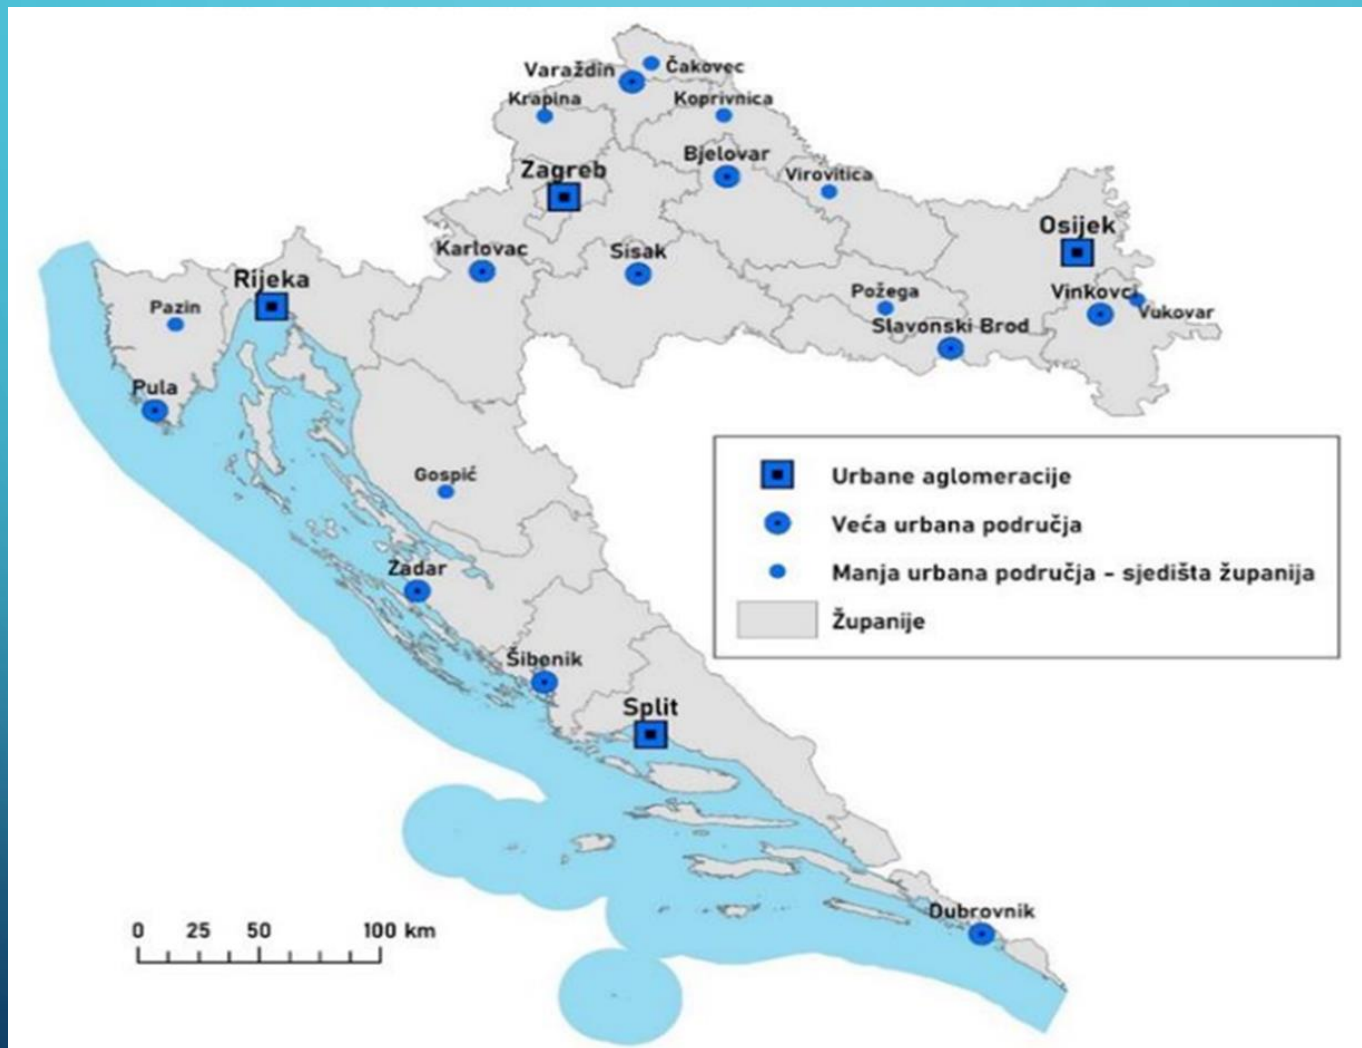 Čakovec
Varaždin
Krapina
Koprivnica
Bjelovar
Zagreb
Virovitica
Osijek
Karlovac
Sisak
Rijeka
Pazin
Požega
Vinkovci
Vukovar
Slavonski Brod
Pula
Gospić
Zadar
Šibenik
Split
Dubrovnik
Urbane aglomeracije
Veća urbana područja
Manja urbana područja - sjedišta županija
Županije
0 25 50 100 km